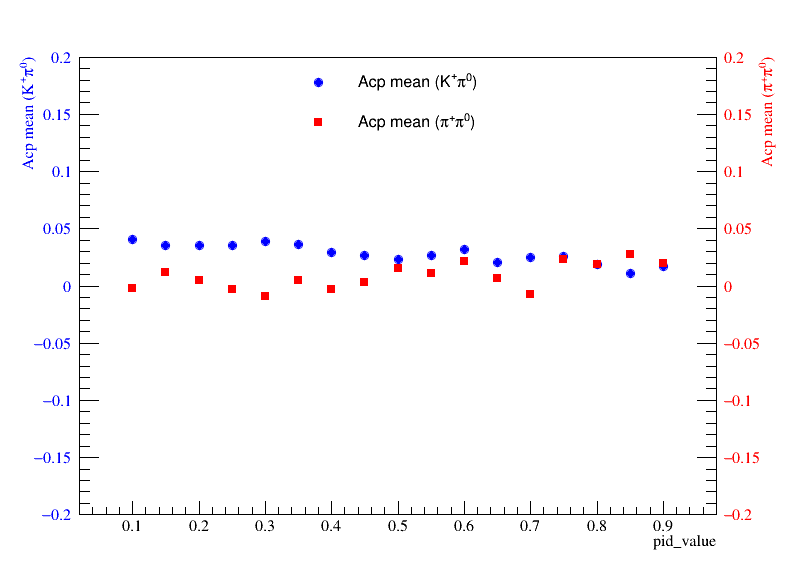 Acp mean (K⁺π⁰)
Acp mean (π⁺π⁰)
Acp mean (K⁺π⁰)
Acp mean (π⁺π⁰)
0.2 0.2
0.15 0.15
0.1 0.1
0.05 0.05
0 0
−0.05 −0.05
−0.1 −0.1
−0.15 −0.15
−0.2 −0.2
0.1 0.2 0.3 0.4 0.5 0.6 0.7 0.8 0.9
pid_value